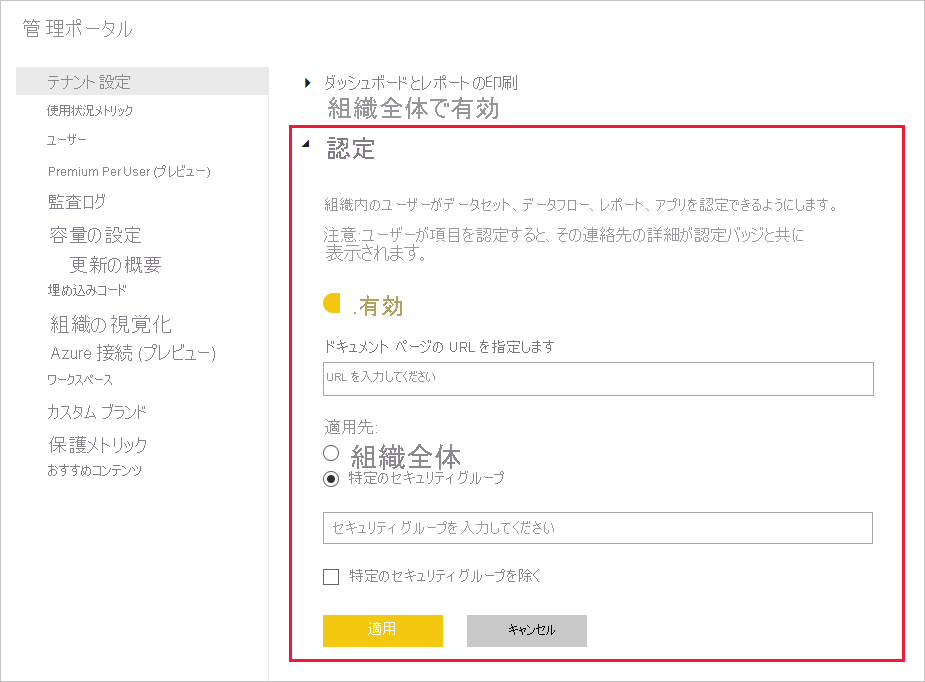 管理ポータル
テナント設定
使用状況メトリック
ユーザー
Premium Per User (プレビュー)
監査ログ
容量の設定
更新の概要
埋め込みコード
組織の視覚化
Azure 接続 (プレビュー)
ワークスペース
カスタム ブランド
保護メトリック
おすすめコンテンツ
ダッシュボードとレポートの印刷
組織全体で有効
認定
組織内のユーザーがデータセット、データフロー、レポート、アプリを認定できるようにします。
注意:ユーザーが項目を認定すると、その連絡先の詳細が認定バッジと共に
表示されます。
.有効
ドキュメント ページの URL を指定します
URL を入力してください
適用先:
組織全体
特定のセキュリティグループ
セキュリティ グループを入力してください
特定のセキュリティ グループを除く
適用
キャンセル